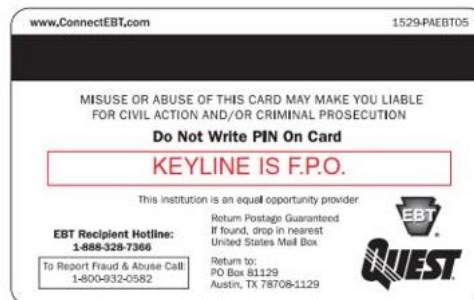 www.ConnectEBT.com 1529-PAEBT05
MISUSE OR ABUSE OF THIS CARD MAY MAKE YOU LIABLE
FOR CIVIL ACTION AND/OR CRIMINAL PROSECUTION
Do Not Write PIN On Card
KEYLINE IS F.P.O.
This institution is an equal opportunity provider
EBT Recipient Hotline:
1-888-328-7366
To Report Fraud & Abuse Call:
1-800-932-0582
Return Postage Guaranteed
If found, drop in nearest
United States Mail Box
Return to:
PO Box 81129
Austin, TX 78708-1129
EBT
QUEST